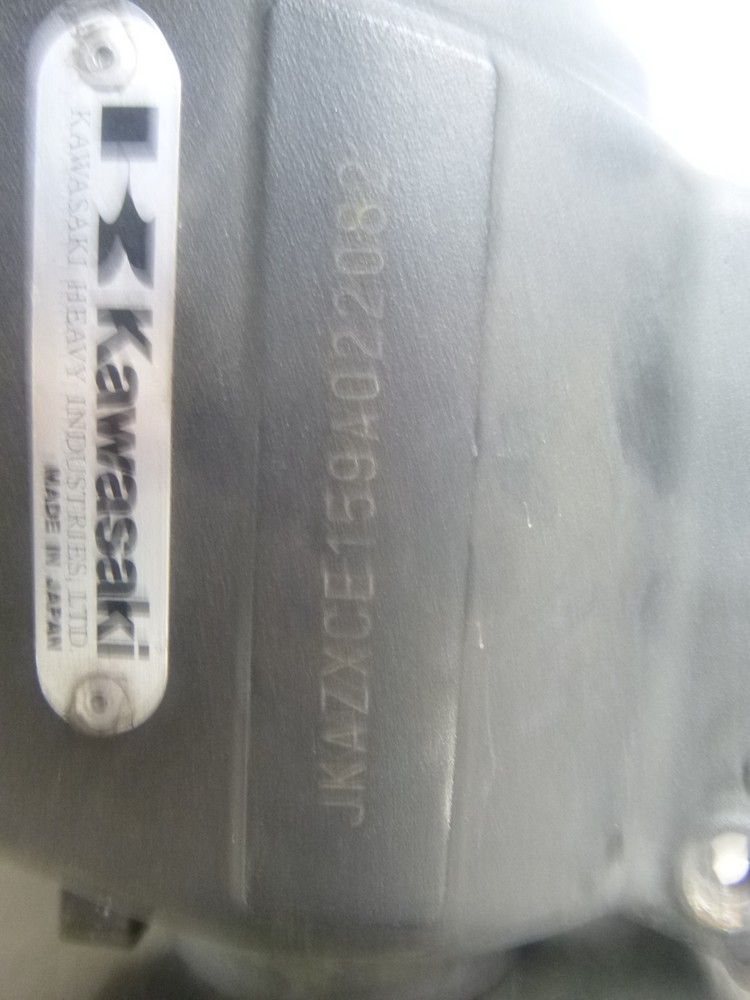 Kawasaki
KAWASAKI HEAVY INDUSTRIES,LTD.
MADE IN JAPAN
JKAZXCE159A022082